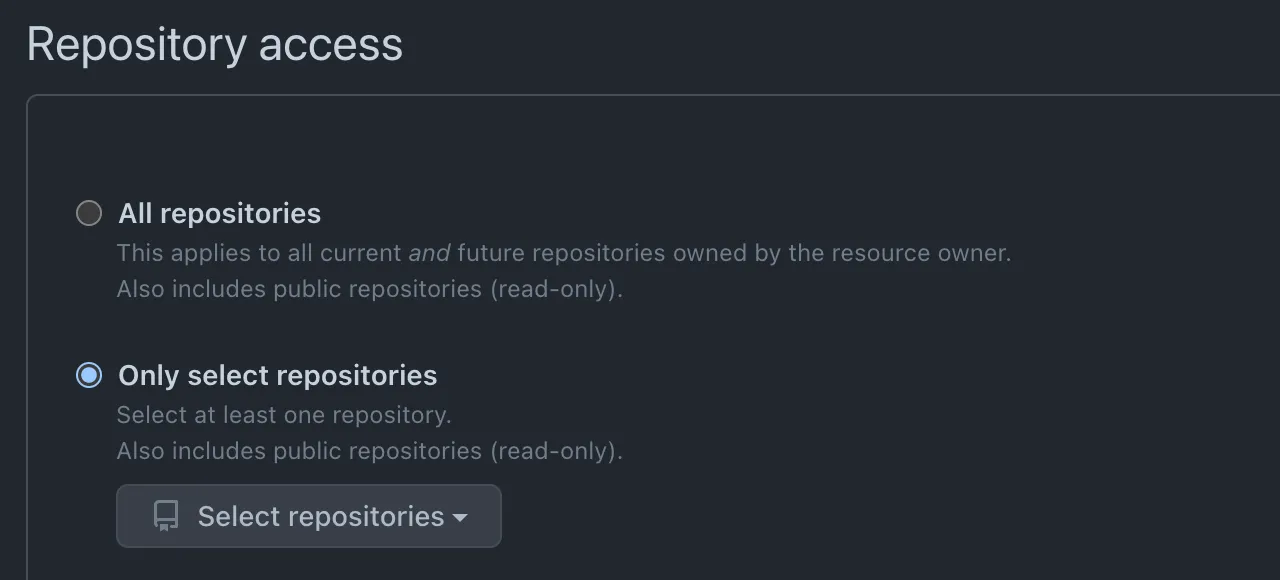 Repository access
All repositories
This applies to all current and future repositories owned by the resource owner.
Also includes public repositories (read-only).
Only select repositories
Select at least one repository.
Also includes public repositories (read-only).
Select repositories